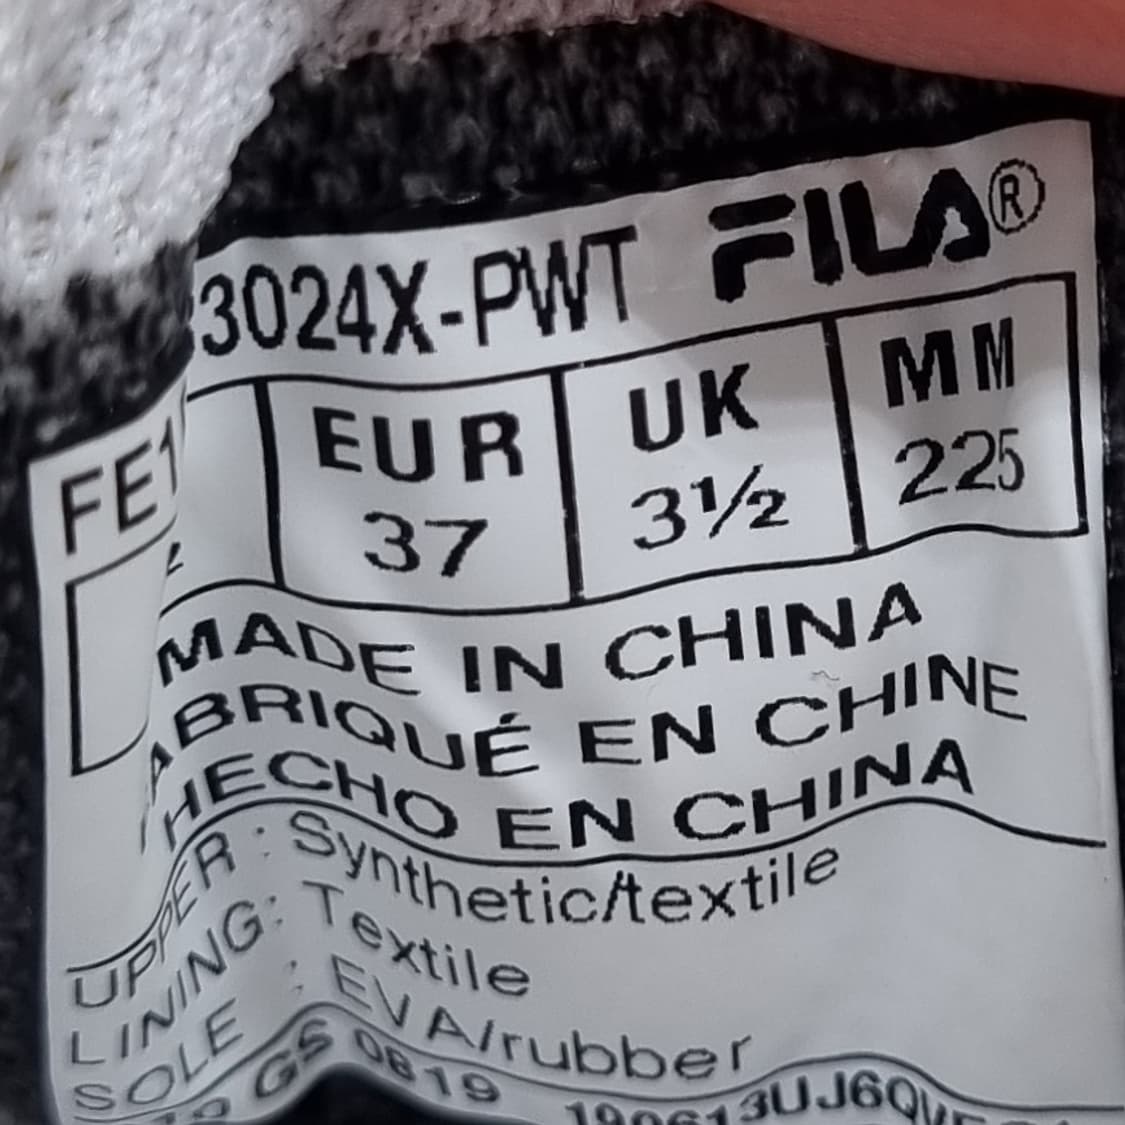 3024X-PWT FILA®
FE1
EUR UK MM
37 3½ 225
MADE IN CHINA
ABRIQUÉ EN CHINE
HECHO EN CHINA
UPPER : Synthetic/textile
LINING: Textile
SOLE : EVA/rubber
GS 0819